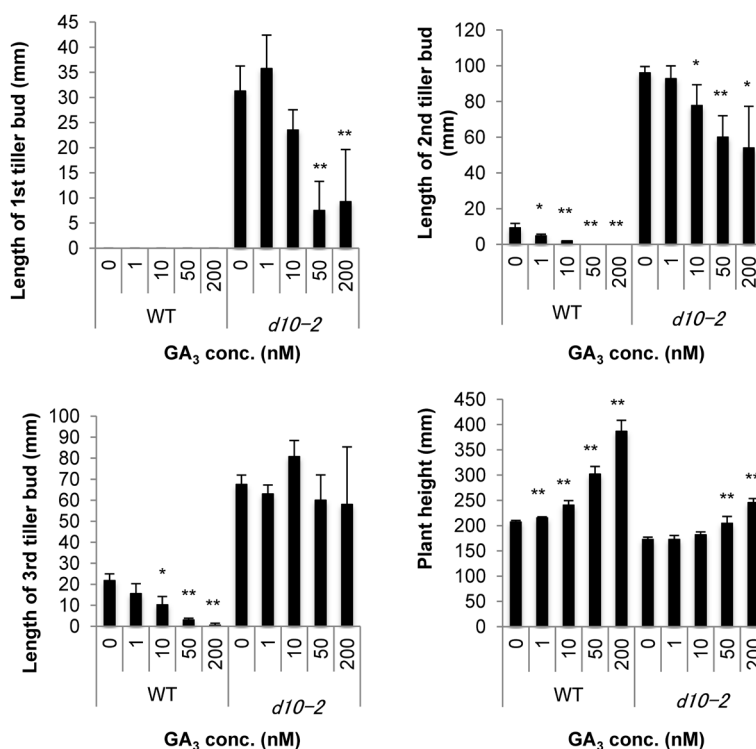 Length of 1st tiller bud (mm)
45
40
35
30
25
20
15
10
5
0
**
**
0 1 10 50 200 0 1 10 50 200
WT d10-2
GA3 conc. (nM)
Length of 2nd tiller bud
(mm)
120
100
80
60
40
20
0
* ** ** ** * ** *
0 1 10 50 200 0 1 10 50 200
WT d10-2
GA3 conc. (nM)
Length of 3rd tiller bud (mm)
100
90
80
70
60
50
40
30
20
10
0
* ** **
0 1 10 50 200 0 1 10 50 200
WT d10-2
GA3 conc. (nM)
Plant height (mm)
450
400
350
300
250
200
150
100
50
0
** ** ** ** ** **
0 1 10 50 200 0 1 10 50 200
WT d10-2
GA3 conc. (nM)